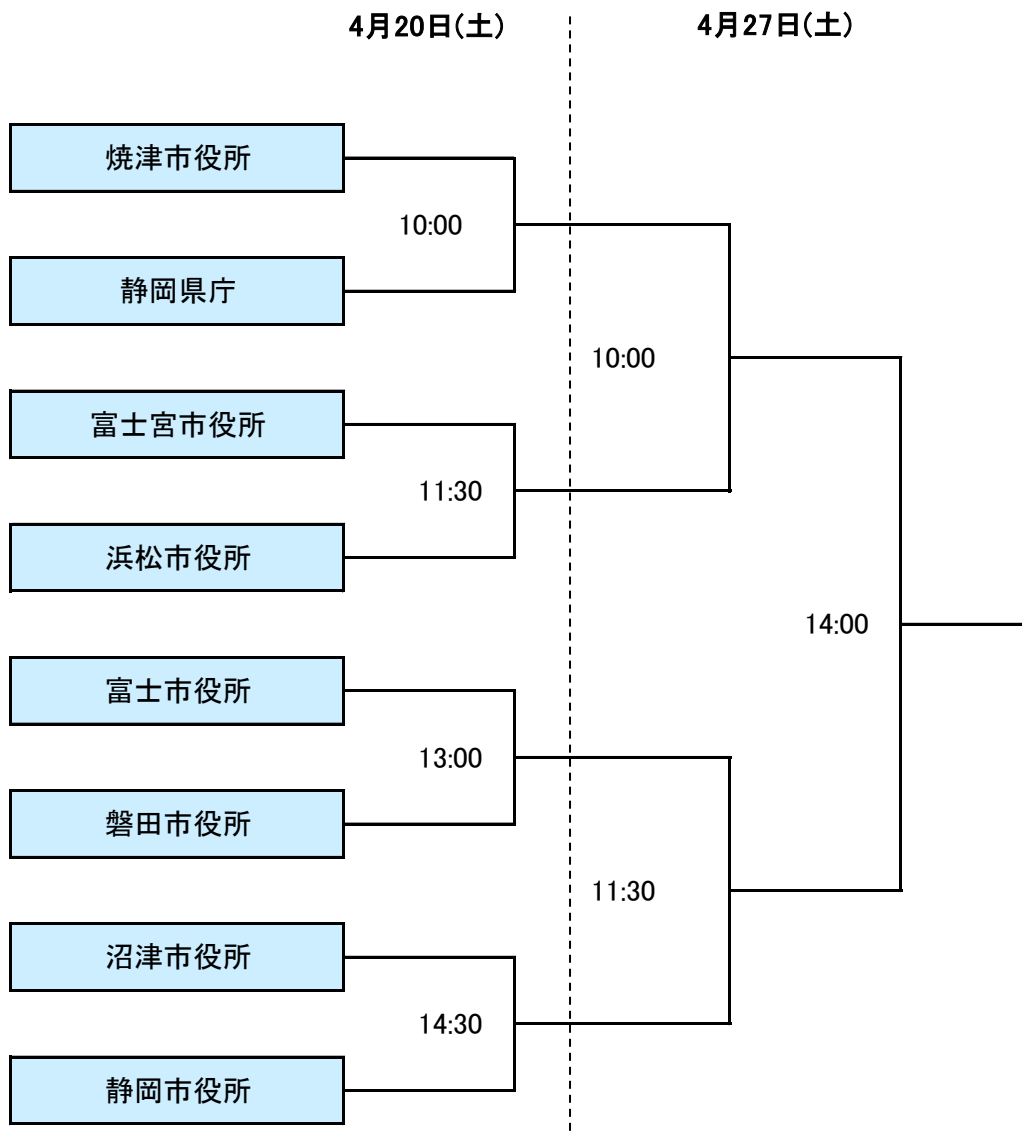 4月20日(土)
4月27日(土)
焼津市役所
10:00
静岡県庁
10:00
富士宮市役所
11:30
浜松市役所
14:00
富士市役所
13:00
磐田市役所
11:30
沼津市役所
14:30
静岡市役所